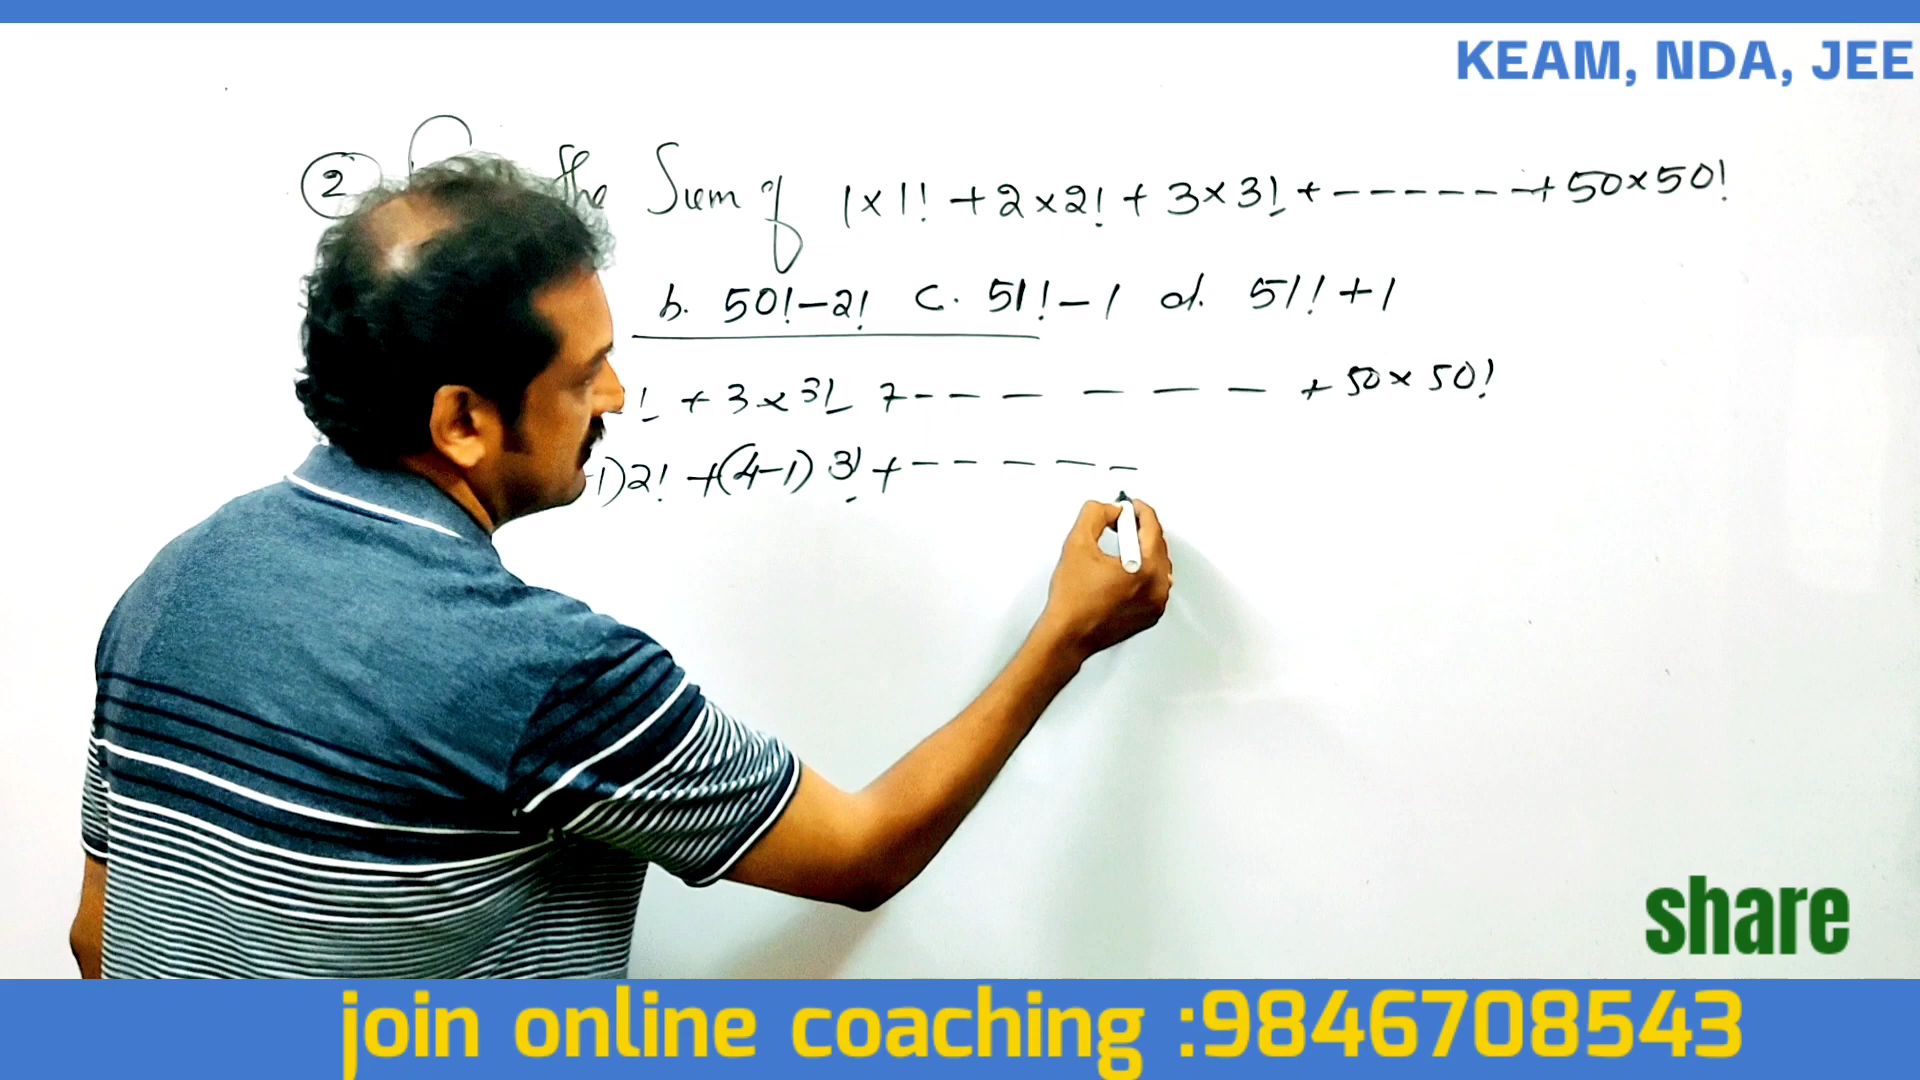 KEAM, NDA, JEE
2 the Sum of 1×1! + 2×2! + 3×3! + ------ + 50×50!
b. 50!-2! C. 51!-1 d. 51!+1
! + 3×3! + ------ + 50×50!
1)2! +(4-1) 3! + -----
share
join online coaching :9846708543